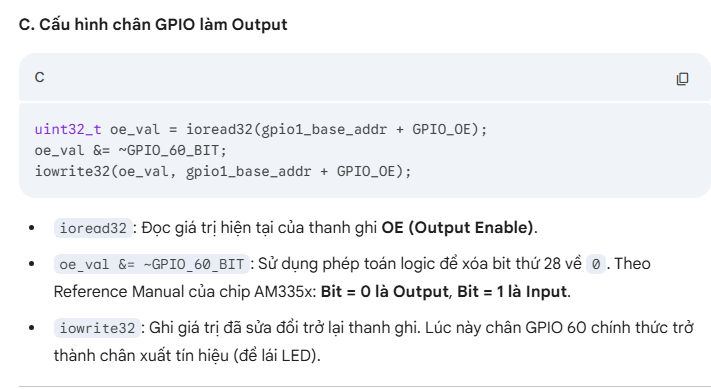 C. Cấu hình chân GPIO làm Output
C
uint32_t oe_val = ioread32(gpio1_base_addr + GPIO_OE);
oe_val &= ~GPIO_60_BIT;
iowrite32(oe_val, gpio1_base_addr + GPIO_OE);
• ioread32: Đọc giá trị hiện tại của thanh ghi OE (Output Enable).
• oe_val &= ~GPIO_60_BIT: Sử dụng phép toán logic để xóa bit thứ 28 về 0. Theo
Reference Manual của chip AM335x: Bit = 0 là Output, Bit = 1 là Input.
• iowrite32: Ghi giá trị đã sửa đổi trở lại thanh ghi. Lúc này chân GPIO 60 chính thức trở
thành chân xuất tín hiệu (để lái LED).